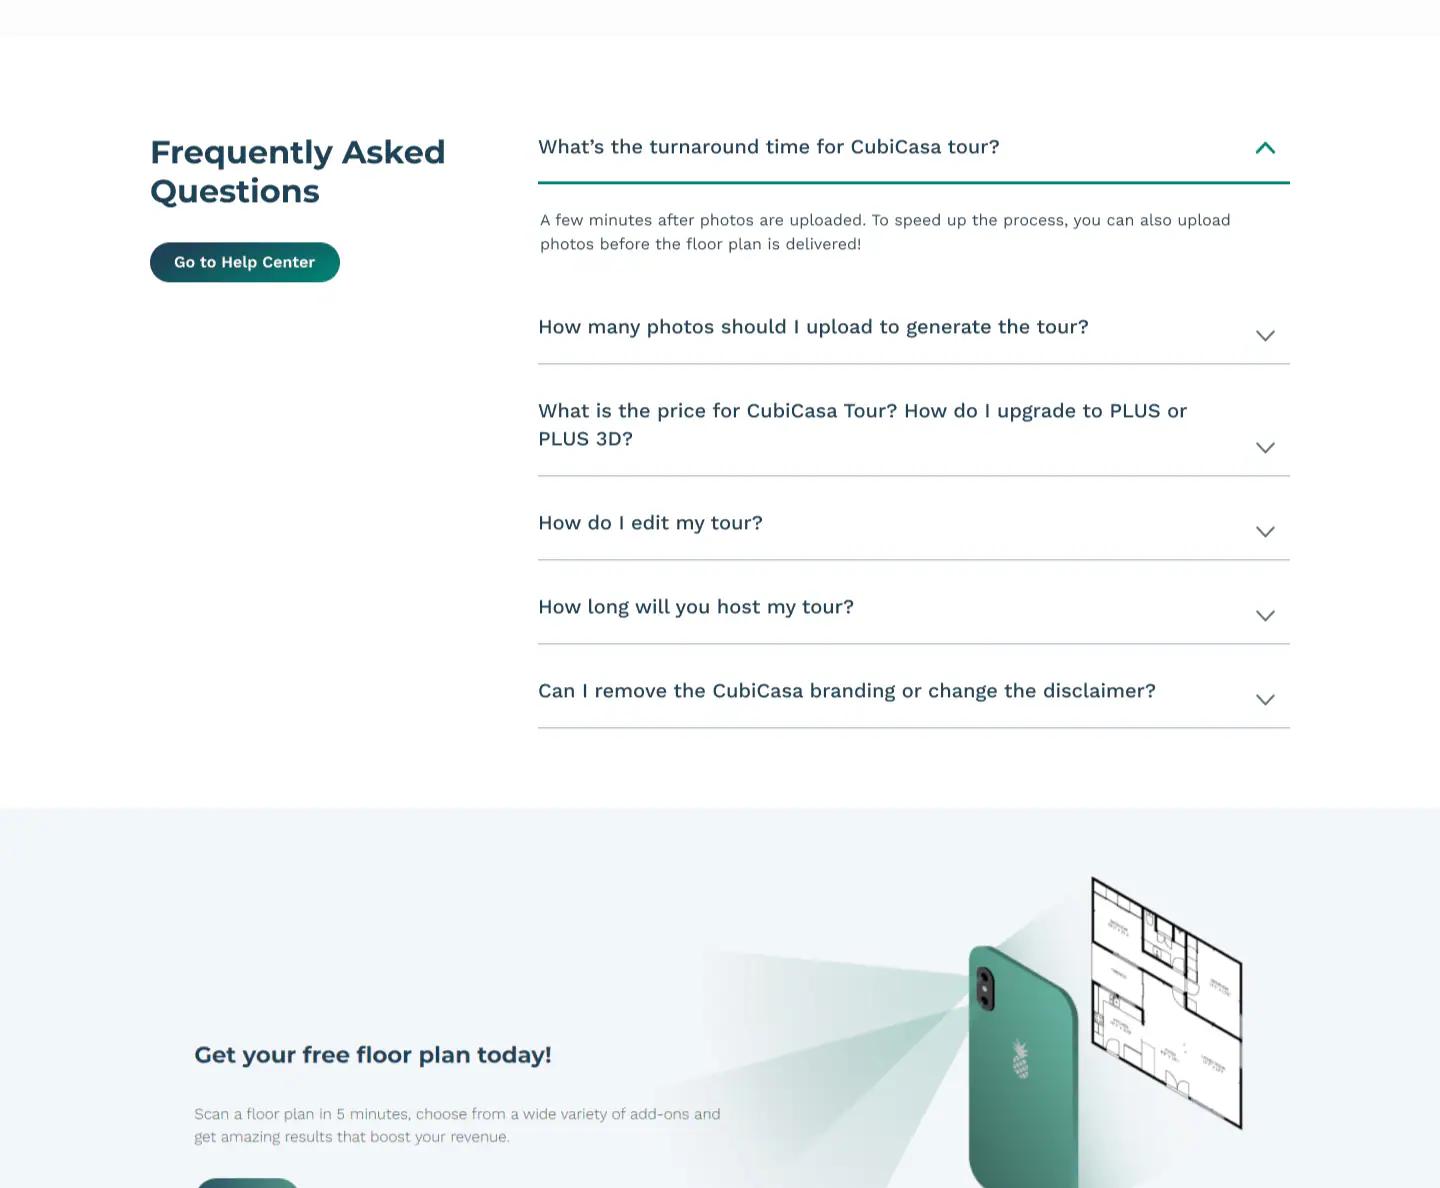 Frequently Asked
Questions
Go to Help Center
What’s the turnaround time for CubiCasa tour?
A few minutes after photos are uploaded. To speed up the process, you can also upload
photos before the floor plan is delivered!
How many photos should I upload to generate the tour?
What is the price for CubiCasa Tour? How do I upgrade to PLUS or
PLUS 3D?
How do I edit my tour?
How long will you host my tour?
Can I remove the CubiCasa branding or change the disclaimer?
Get your free floor plan today!
Scan a floor plan in 5 minutes, choose from a wide variety of add-ons and
get amazing results that boost your revenue.